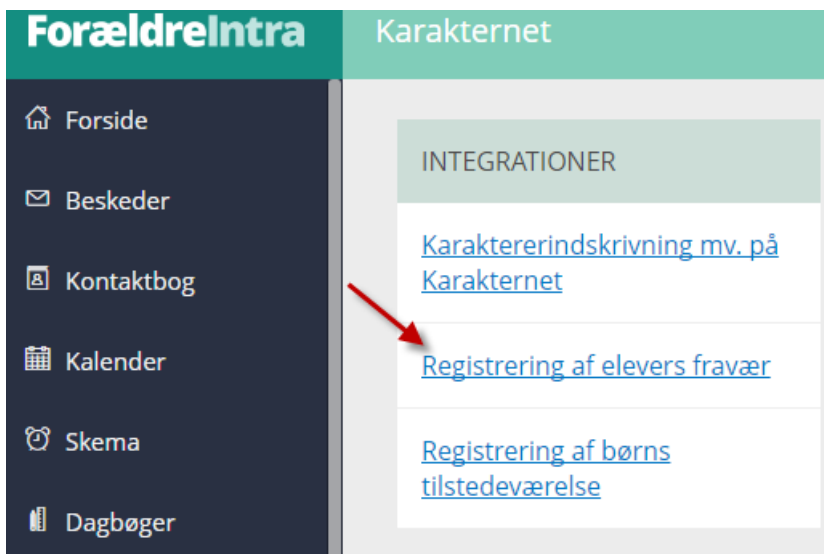 ForældreIntra
Karakternet
Forside
Beskeder
Kontaktbog
Kalender
Skema
Dagbøger
INTEGRATIONER
Karaktererindskrivning mv. på
Karakternet
Registrering af elevers fravær
Registrering af børns
tilstedeværelse